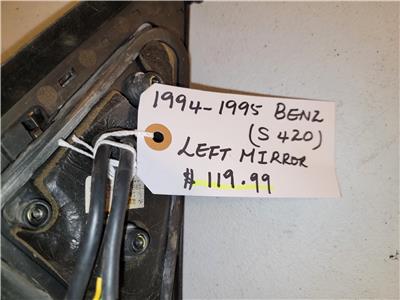 1994-1995 BENZ
(S 420)
LEFT MIRROR
$ 119.99